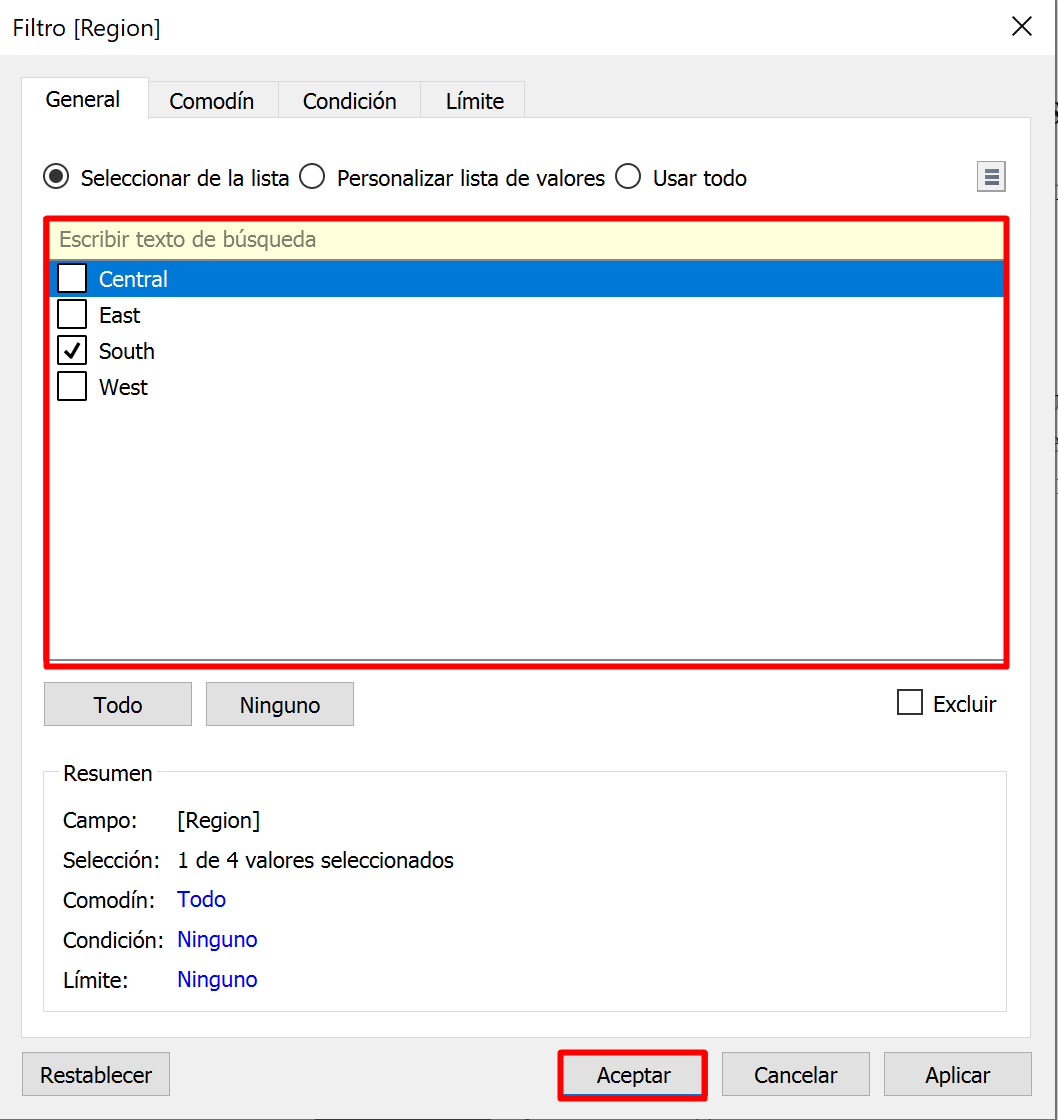 Filtro [Region]
General Comodín Condición Límite
Seleccionar de la lista Personalizar lista de valores Usar todo
Escribir texto de búsqueda
Central
East
South
West
Todo Ninguno Excluir
Resumen
Campo: [Region]
Selección: 1 de 4 valores seleccionados
Comodín: Todo
Condición: Ninguno
Límite: Ninguno
Restablecer Aceptar Cancelar Aplicar